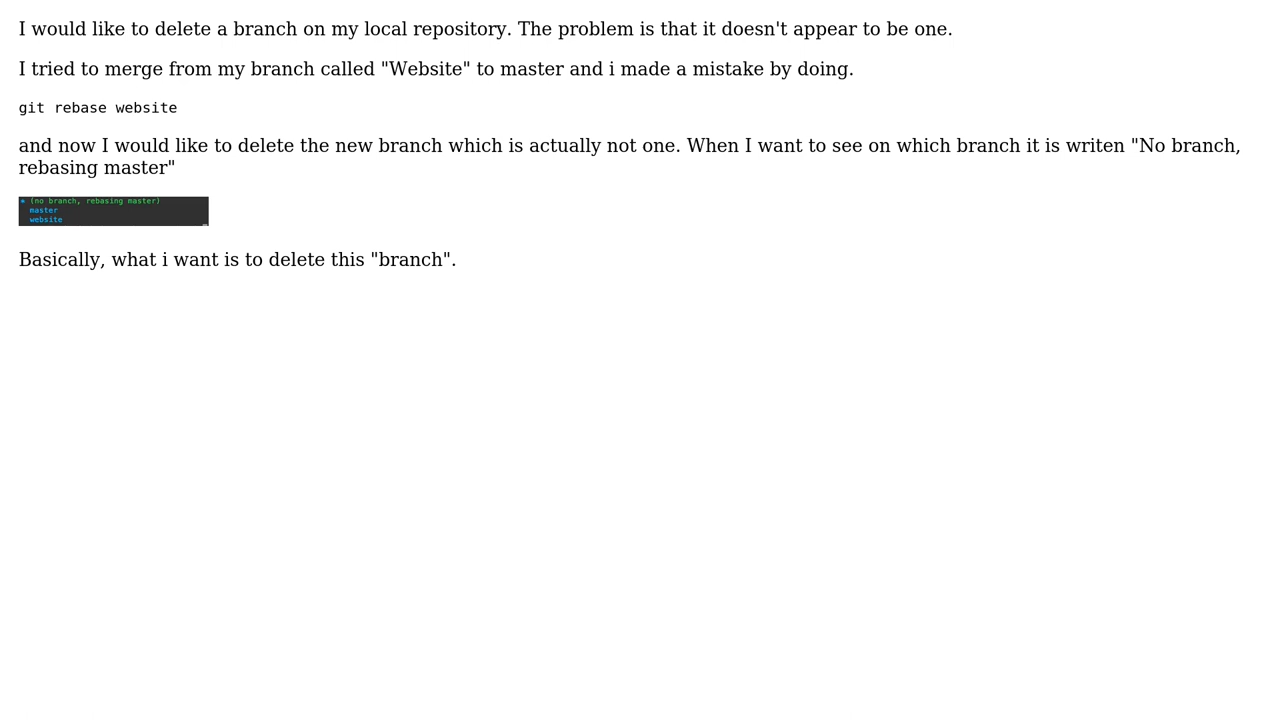 I would like to delete a branch on my local repository. The problem is that it doesn't appear to be one.
I tried to merge from my branch called "Website" to master and i made a mistake by doing.
git rebase website
and now I would like to delete the new branch which is actually not one. When I want to see on which branch it is writen "No branch,
rebasing master"
* (no branch, rebasing master)
master
website
Basically, what i want is to delete this "branch".